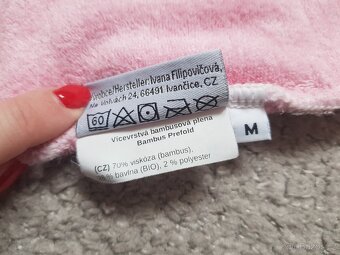 Výrobce/Hersteller: Ivana Filipovičová,
24, 66491 Ivančice, CZ
60
Vícevrstvá bambusová plena
Bambus Prefold
(CZ) 70% viskóza (bambus),
bavlna (BIO), 2 % polyester
M